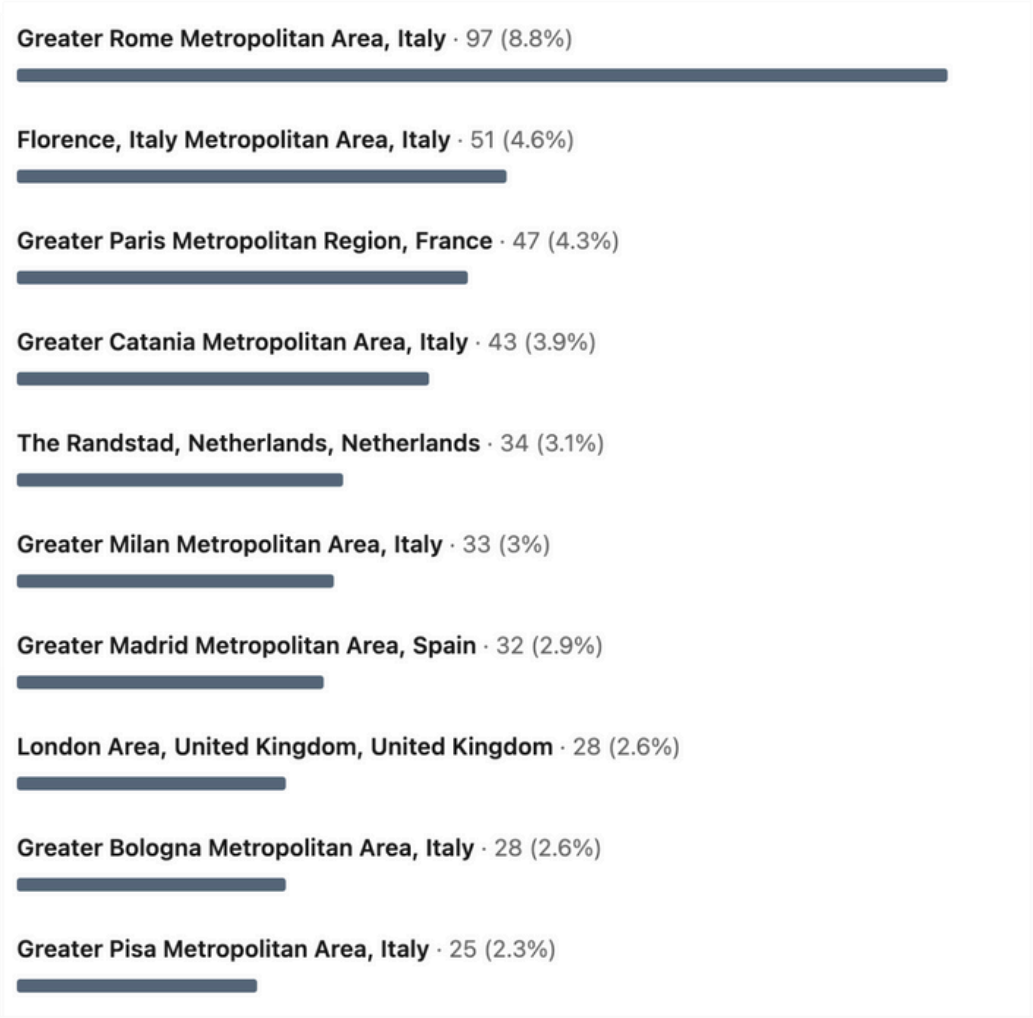 Greater Rome Metropolitan Area, Italy · 97 (8.8%)
Florence, Italy Metropolitan Area, Italy · 51 (4.6%)
Greater Paris Metropolitan Region, France · 47 (4.3%)
Greater Catania Metropolitan Area, Italy · 43 (3.9%)
The Randstad, Netherlands, Netherlands · 34 (3.1%)
Greater Milan Metropolitan Area, Italy · 33 (3%)
Greater Madrid Metropolitan Area, Spain · 32 (2.9%)
London Area, United Kingdom, United Kingdom · 28 (2.6%)
Greater Bologna Metropolitan Area, Italy · 28 (2.6%)
Greater Pisa Metropolitan Area, Italy · 25 (2.3%)